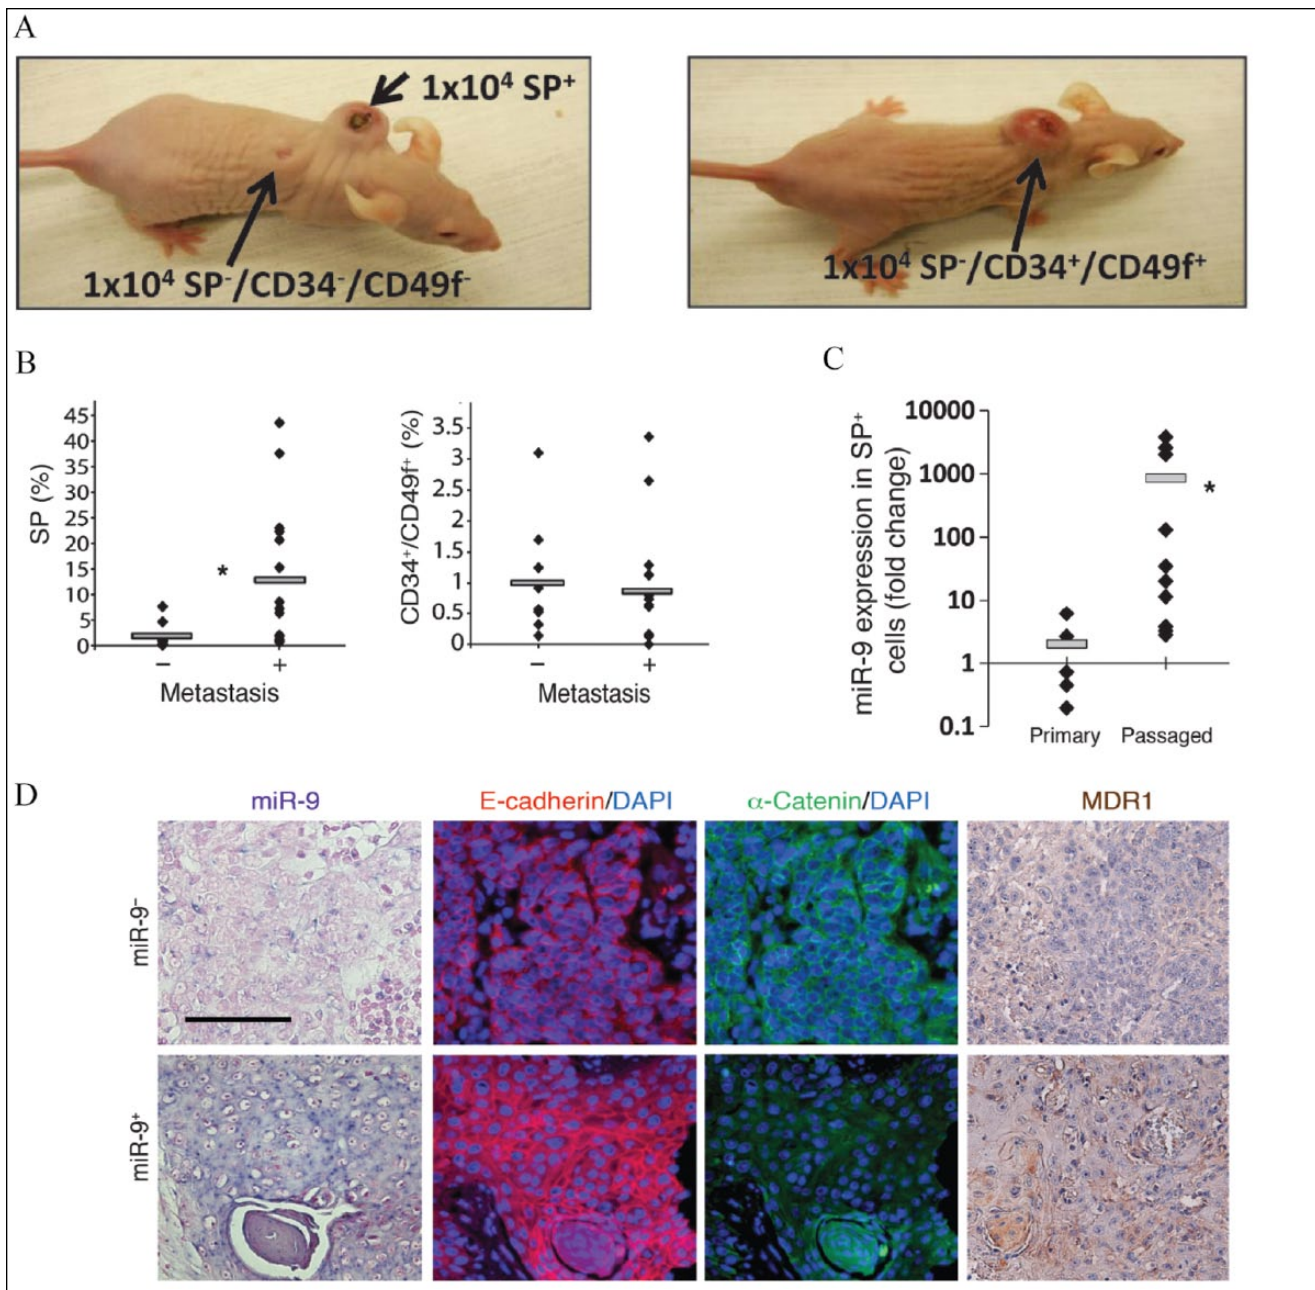 A
1x10⁴ SP⁺
1x10⁴ SP⁻/CD34⁻/CD49f⁻
1x10⁴ SP⁻/CD34⁺/CD49f⁺
B
SP (%)
45
40
35
30
25
20
15
10
5
0
*
− +
Metastasis
CD34⁺/CD49f⁺ (%)
3.5
3
2.5
2
1.5
1
0.5
0
− +
Metastasis
C
miR-9 expression in SP⁺
cells (fold change)
10000
1000
100
10
1
0.1
*
Primary Passaged
D
miR-9 E-cadherin/DAPI α-Catenin/DAPI MDR1
miR-9⁻
miR-9⁺